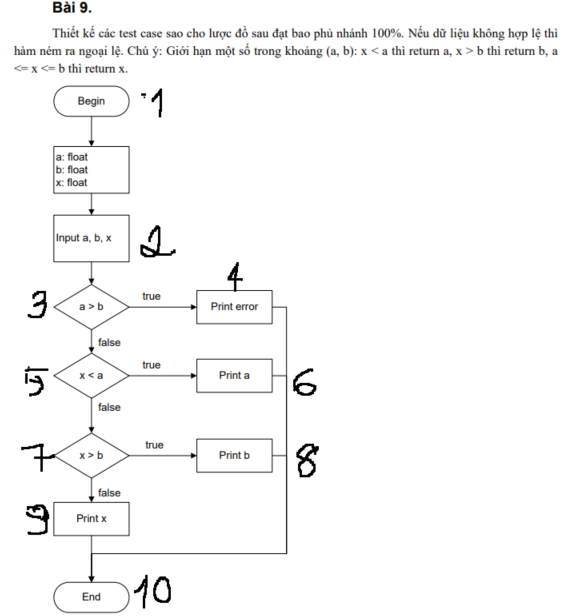 Bài 9.
Thiết kế các test case sao cho lược đồ sau đạt bao phủ nhánh 100%. Nếu dữ liệu không hợp lệ thì
hàm ném ra ngoại lệ. Chú ý: Giới hạn một số trong khoảng (a, b): x < a thì return a, x > b thì return b, a
<= x <= b thì return x.
Begin
1
a: float
b: float
x: float
Input a, b, x
2
4
3
a > b
true
Print error
false
5
x < a
true
Print a
6
false
7
x > b
true
Print b
8
false
9
Print x
End
10